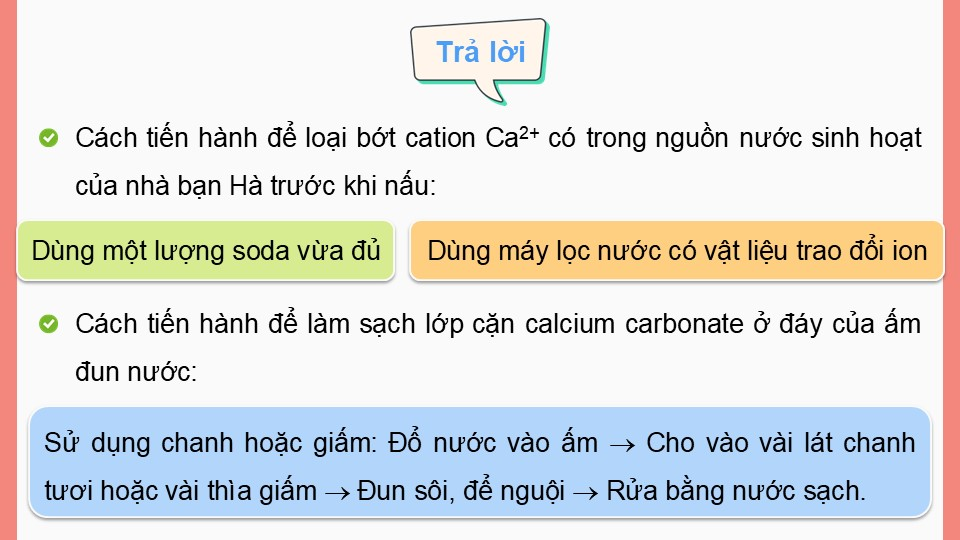 Trả lời
Cách tiến hành để loại bớt cation Ca²⁺ có trong nguồn nước sinh hoạt
của nhà bạn Hà trước khi nấu:
Dùng một lượng soda vừa đủ
Dùng máy lọc nước có vật liệu trao đổi ion
Cách tiến hành để làm sạch lớp cặn calcium carbonate ở đáy của ấm
đun nước:
Sử dụng chanh hoặc giấm: Đổ nước vào ấm → Cho vào vài lát chanh
tươi hoặc vài thìa giấm → Đun sôi, để nguội → Rửa bằng nước sạch.